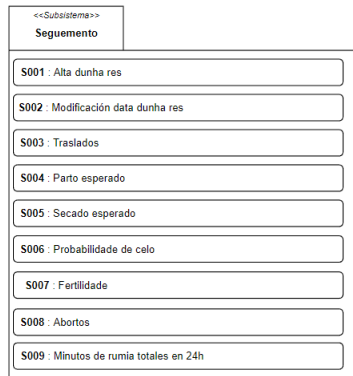 <<Subsistema>>
Seguemento
S001 : Alta dunha res
S002 : Modificación data dunha res
S003 : Traslados
S004 : Parto esperado
S005 : Secado esperado
S006 : Probabilidade de celo
S007 : Fertilidade
S008 : Abortos
S009 : Minutos de rumia totales en 24h